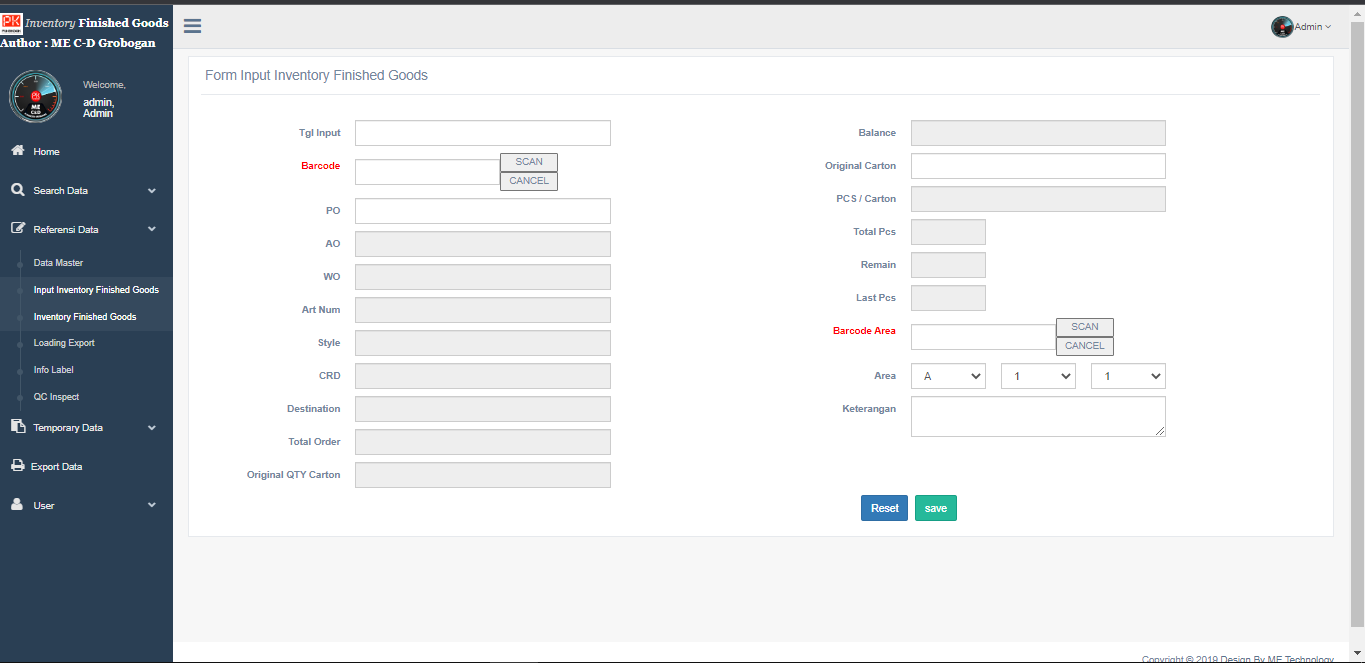 PK Inventory Finished Goods
Author : ME C-D Grobogan
Welcome,
admin,
Admin
Home
Search Data
Referensi Data
Data Master
Input Inventory Finished Goods
Inventory Finished Goods
Loading Export
Info Label
QC Inspect
Temporary Data
Export Data
User
Admin
Form Input Inventory Finished Goods
Tgl Input
Barcode
SCAN
CANCEL
PO
AO
WO
Art Num
Style
CRD
Destination
Total Order
Original QTY Carton
Balance
Original Carton
PCS / Carton
Total Pcs
Remain
Last Pcs
Barcode Area
SCAN
CANCEL
Area A 1 1
Keterangan
Reset save
Copyright © 2019 Design By ME Technology